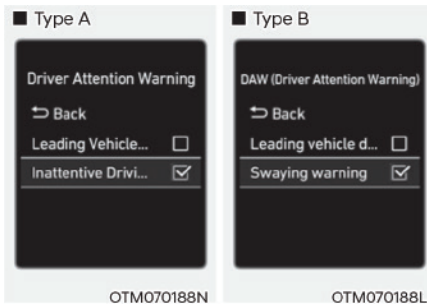 ■ Type A
Driver Attention Warning
⮌ Back
Leading Vehicle... ☐
Inattentive Drivi... ☑
OTM070188N
■ Type B
DAW (Driver Attention Warning)
⮌ Back
Leading vehicle d... ☐
Swaying warning ☑
OTM070188L